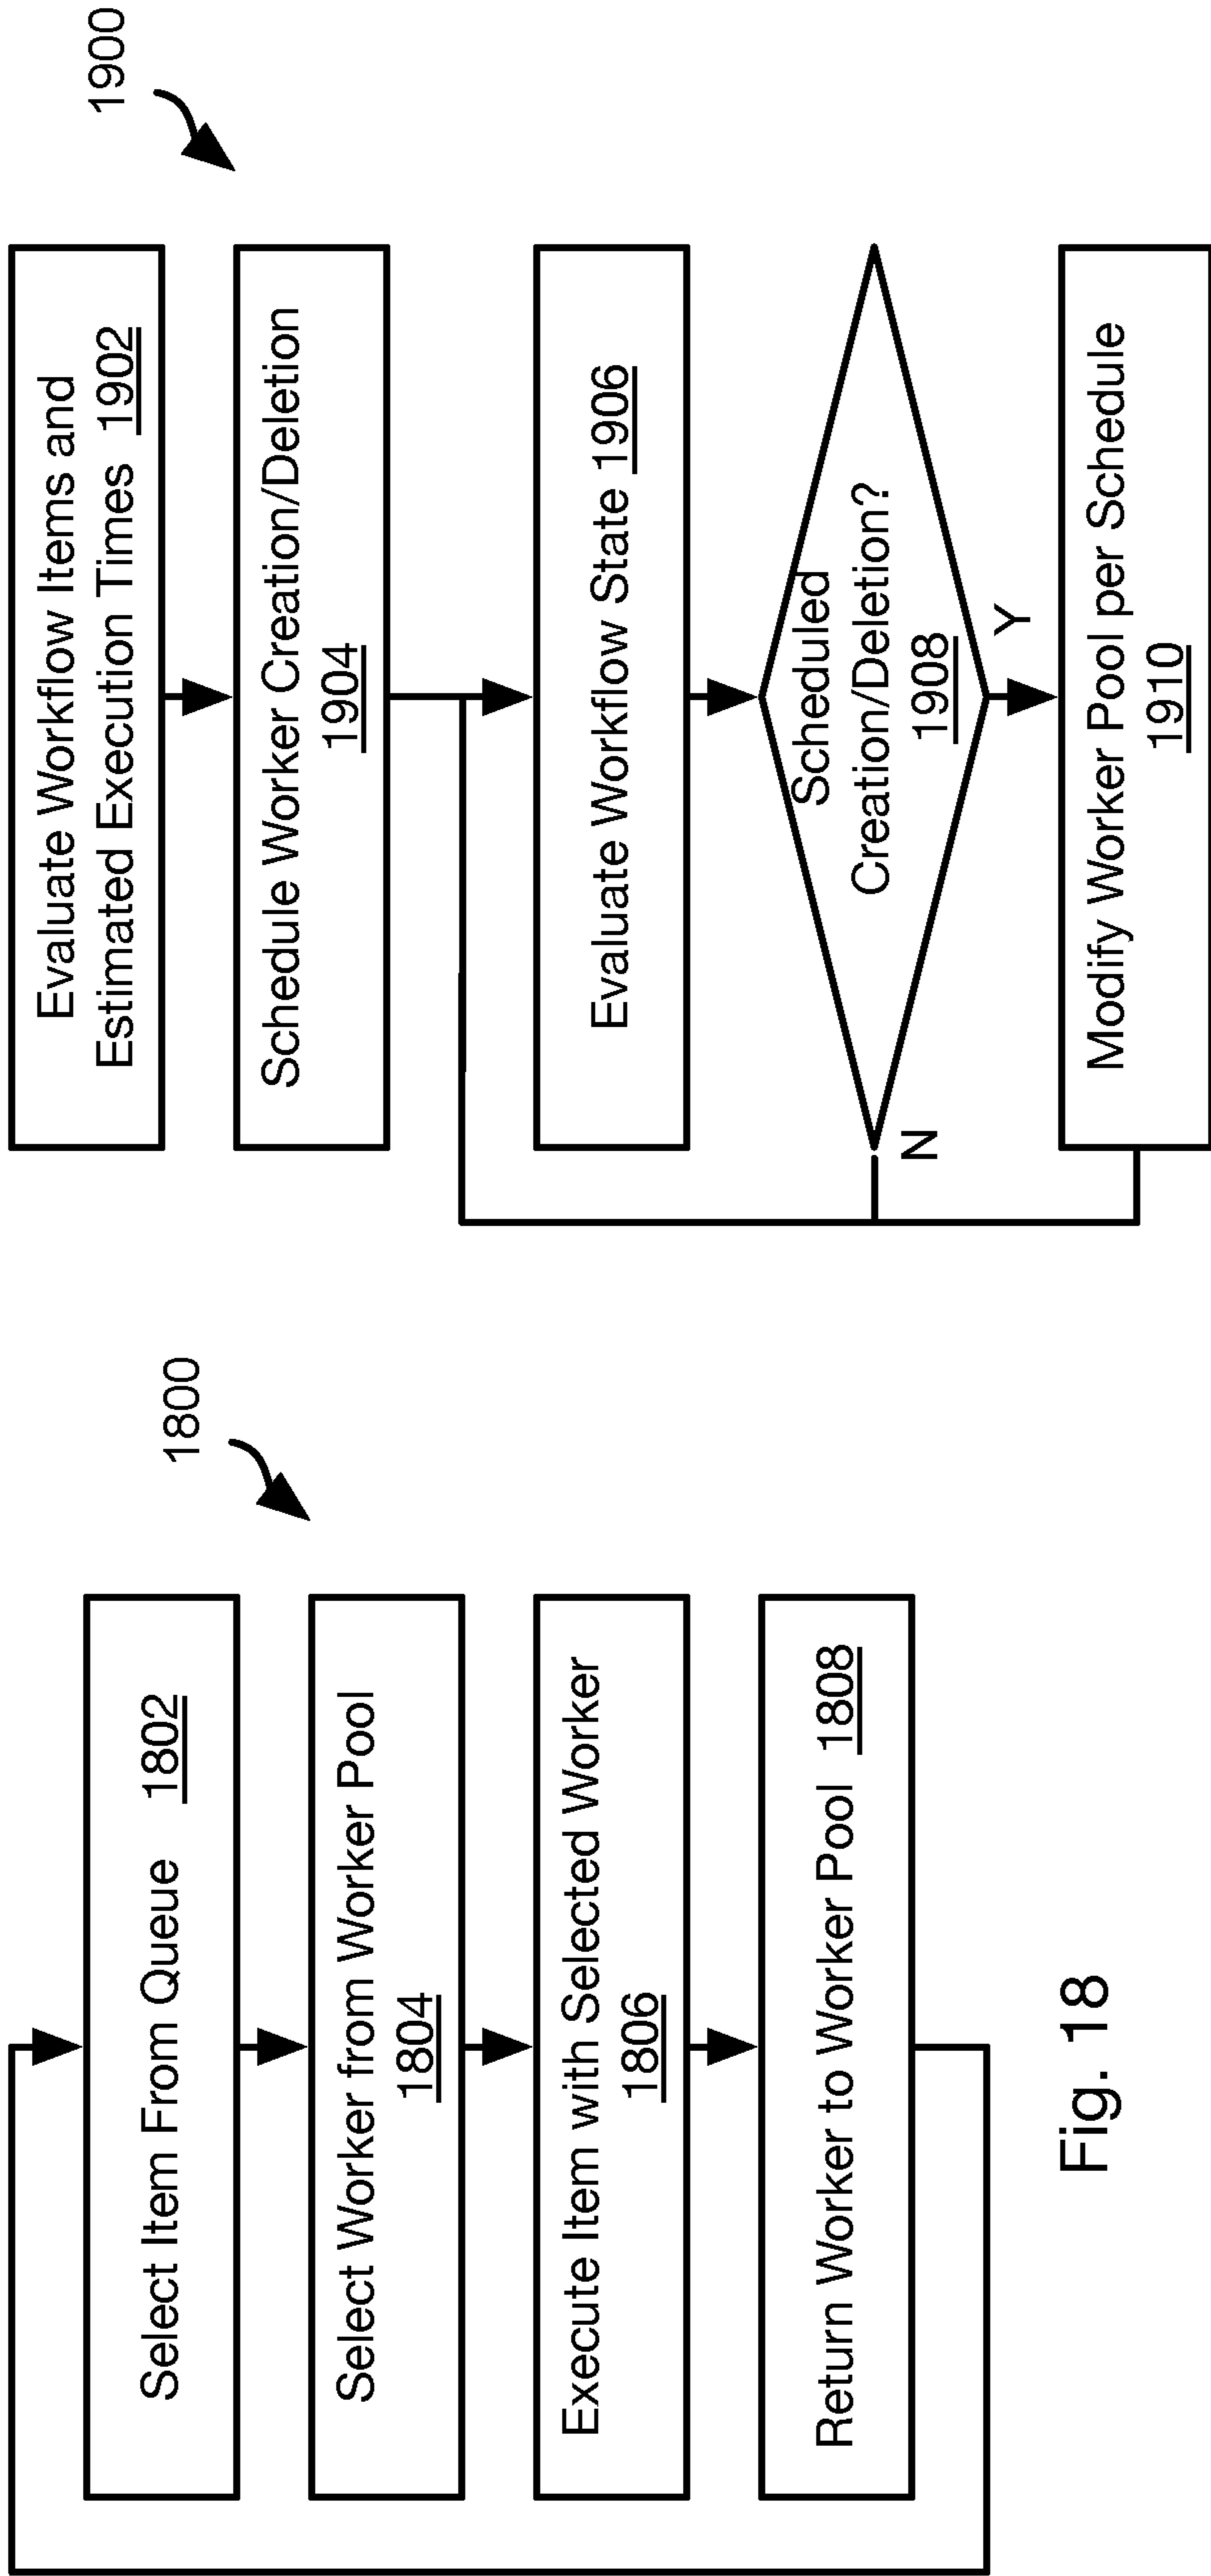 1800
Select Item From Queue 1802
Select Worker from Worker Pool
1804
Execute Item with Selected Worker
1806
Return Worker to Worker Pool 1808
Fig. 18
1900
Evaluate Workflow Items and
Estimated Execution Times 1902
Schedule Worker Creation/Deletion
1904
Evaluate Workflow State 1906
Scheduled
Creation/Deletion?
1908
N
Y
Modify Worker Pool per Schedule
1910